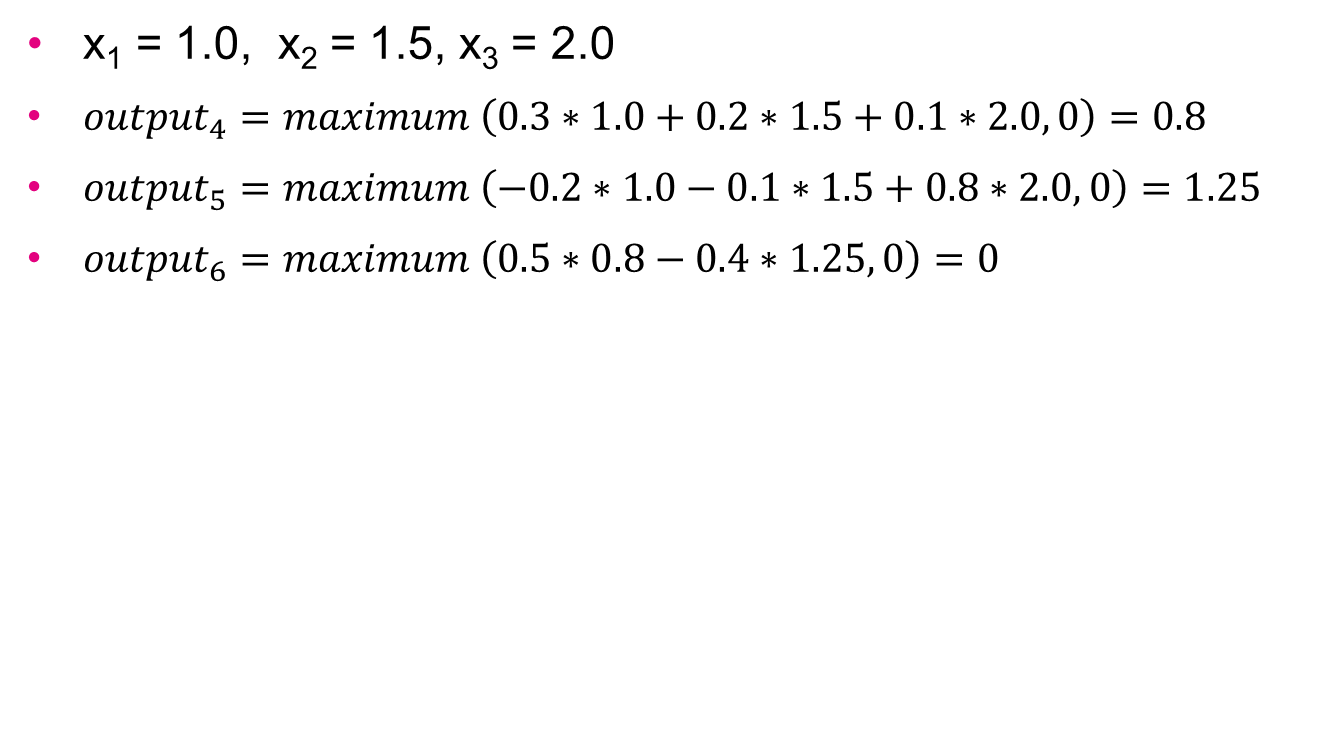 • x₁ = 1.0,  x₂ = 1.5, x₃ = 2.0
• output₄ = maximum (0.3 ∗ 1.0 + 0.2 ∗ 1.5 + 0.1 ∗ 2.0, 0) = 0.8
• output₅ = maximum (−0.2 ∗ 1.0 − 0.1 ∗ 1.5 + 0.8 ∗ 2.0, 0) = 1.25
• output₆ = maximum (0.5 ∗ 0.8 − 0.4 ∗ 1.25, 0) = 0